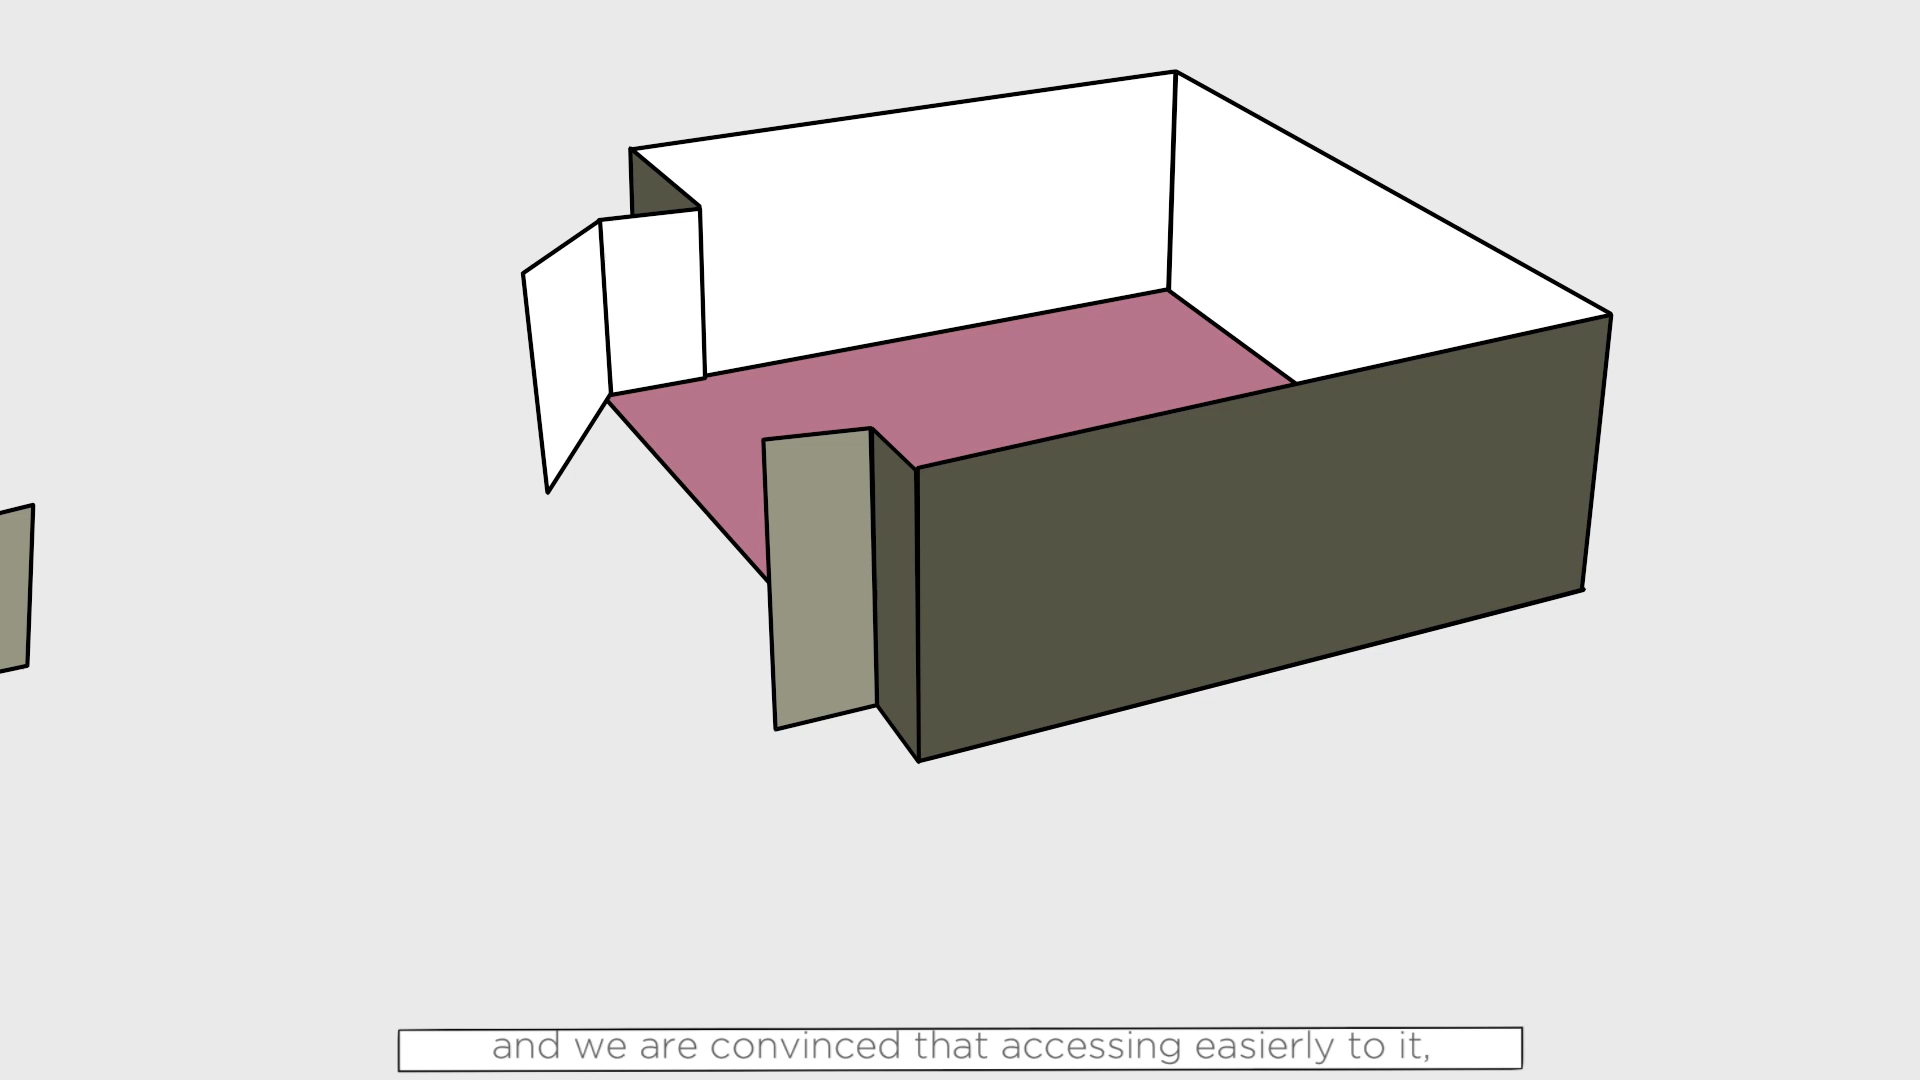 and we are convinced that accessing easierly to it,